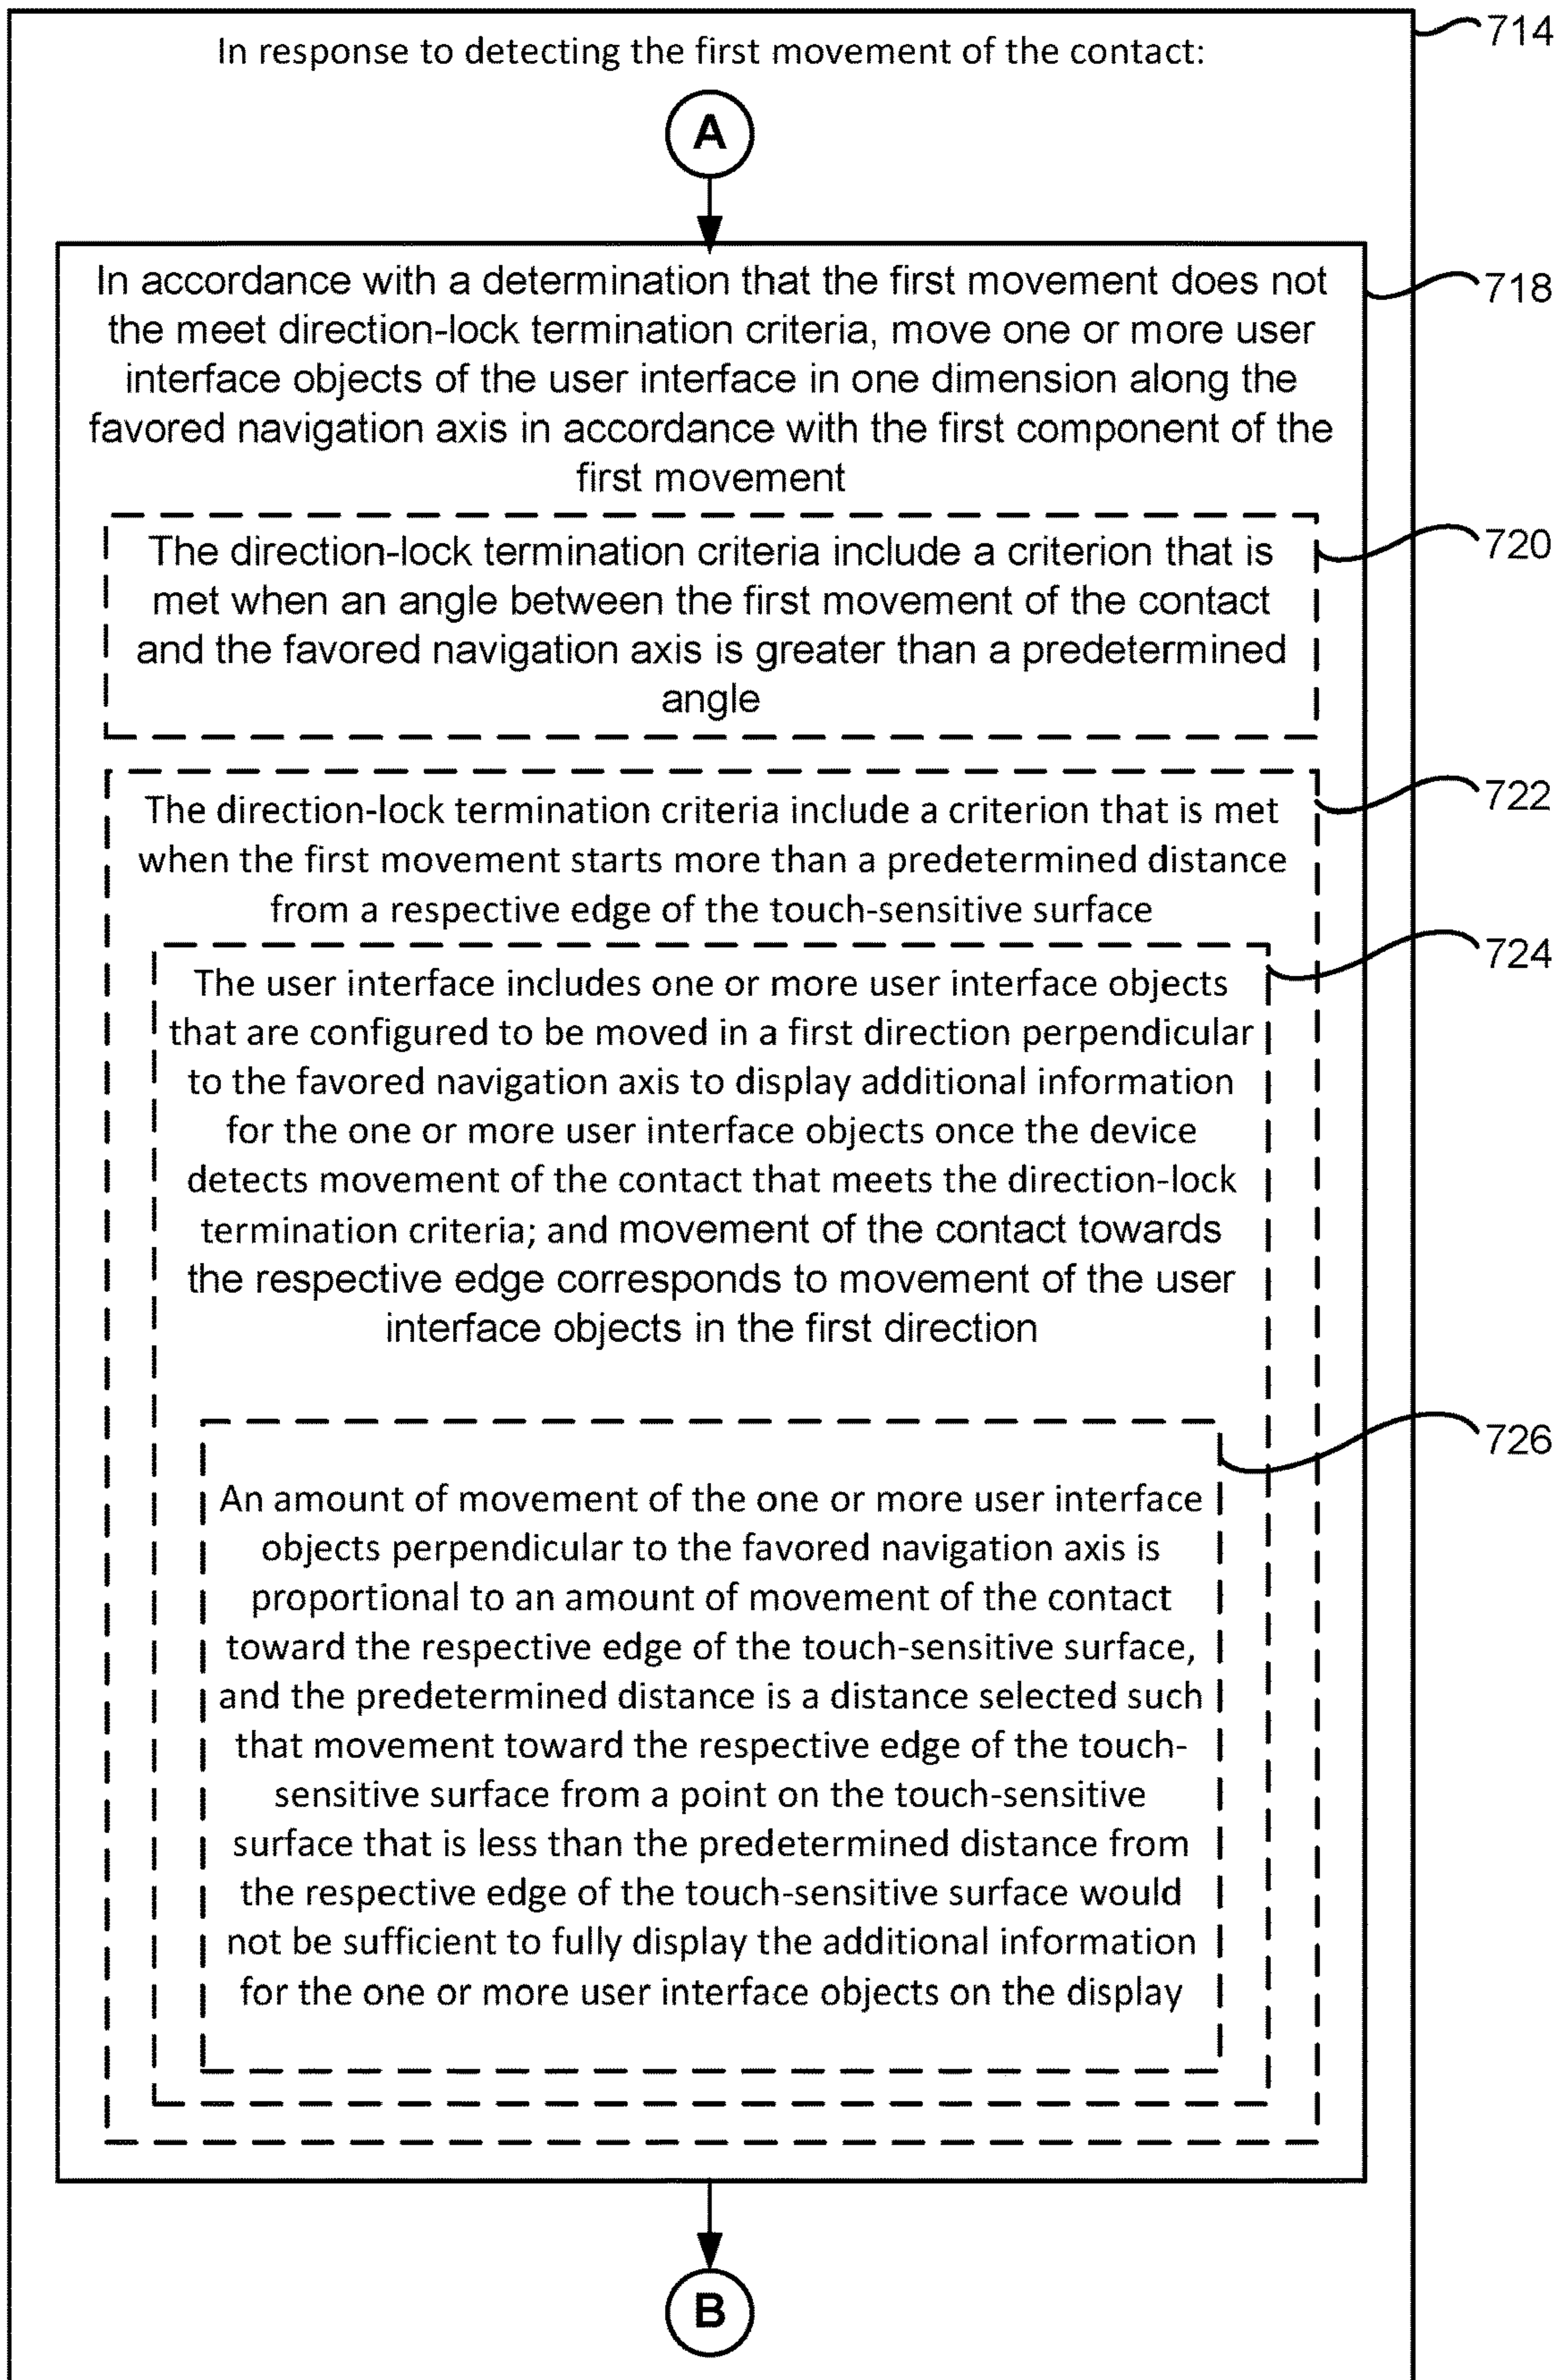 In response to detecting the first movement of the contact:
714
A
In accordance with a determination that the first movement does not
the meet direction-lock termination criteria, move one or more user
interface objects of the user interface in one dimension along the
favored navigation axis in accordance with the first component of the
first movement
718
The direction-lock termination criteria include a criterion that is
met when an angle between the first movement of the contact
and the favored navigation axis is greater than a predetermined
angle
720
The direction-lock termination criteria include a criterion that is met
when the first movement starts more than a predetermined distance
from a respective edge of the touch-sensitive surface
722
The user interface includes one or more user interface objects
that are configured to be moved in a first direction perpendicular
to the favored navigation axis to display additional information
for the one or more user interface objects once the device
detects movement of the contact that meets the direction-lock
termination criteria; and movement of the contact towards
the respective edge corresponds to movement of the user
interface objects in the first direction
724
An amount of movement of the one or more user interface
objects perpendicular to the favored navigation axis is
proportional to an amount of movement of the contact
toward the respective edge of the touch-sensitive surface,
and the predetermined distance is a distance selected such
that movement toward the respective edge of the touch-
sensitive surface from a point on the touch-sensitive
surface that is less than the predetermined distance from
the respective edge of the touch-sensitive surface would
not be sufficient to fully display the additional information
for the one or more user interface objects on the display
726
B